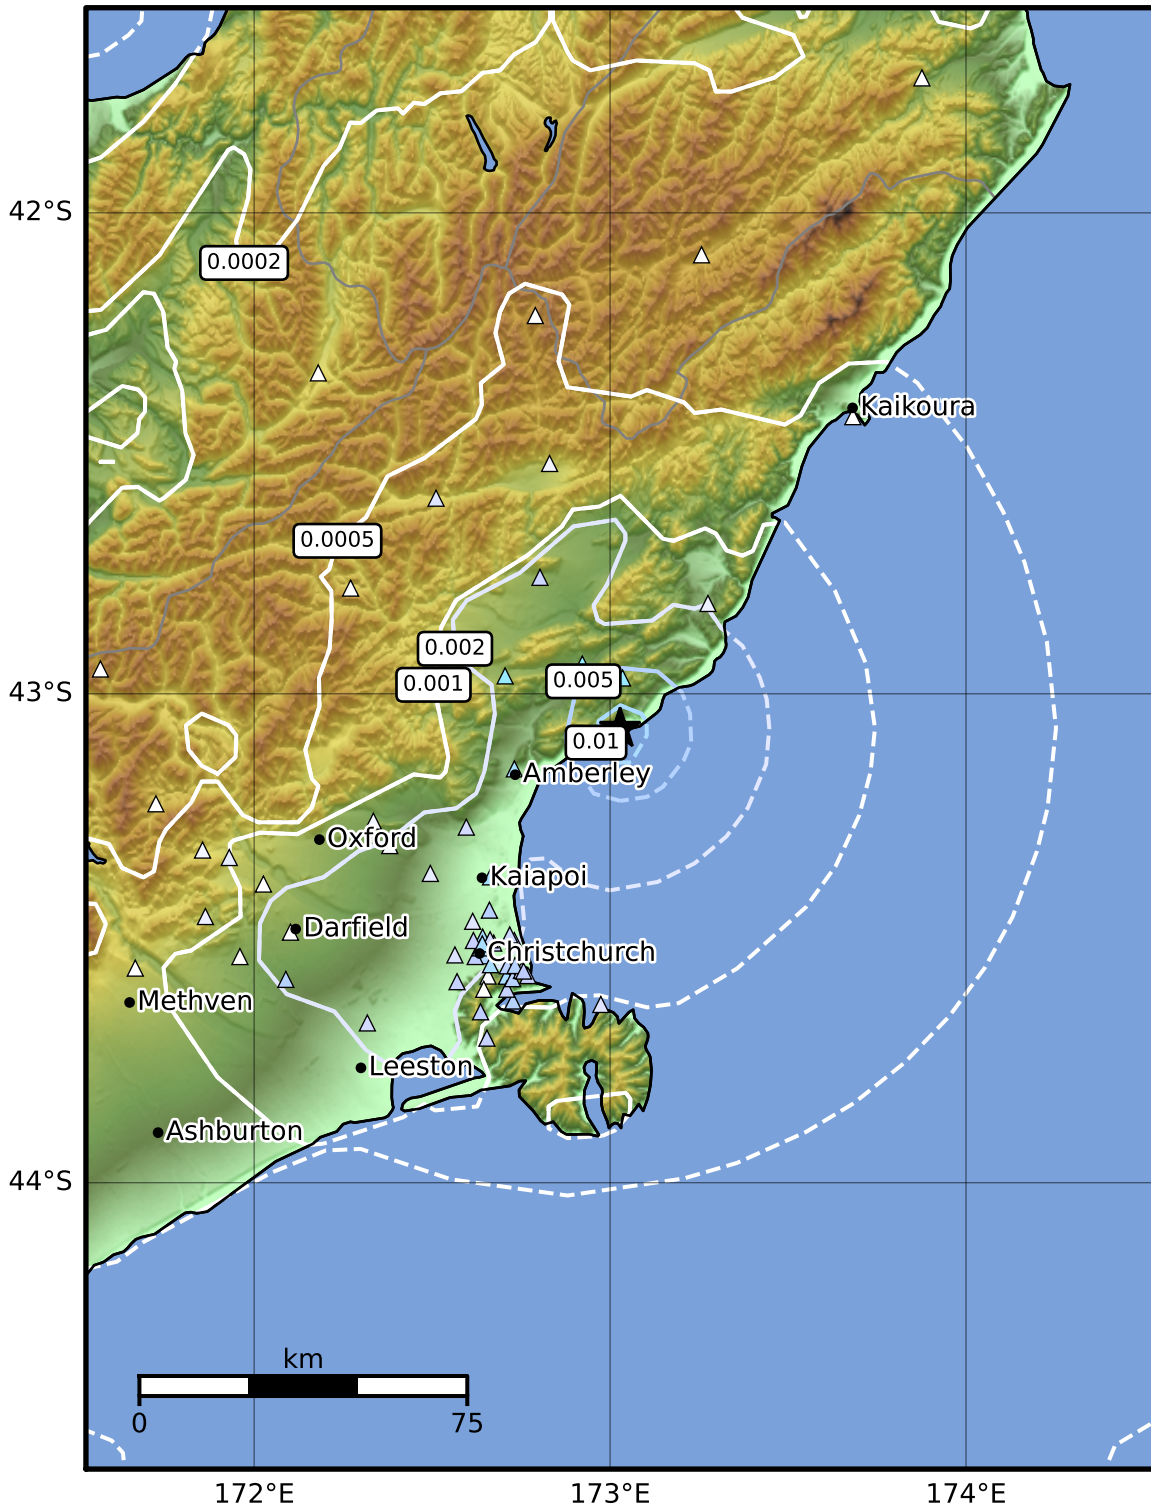 42°S
0.0002
Kaikoura
0.0005
0.002
0.001
0.005
43°S
0.01
Amberley
Oxford
Kaiapoi
Darfield
Christchurch
Methven
Leeston
Ashburton
44°S
km
0 75
172°E 173°E 174°E